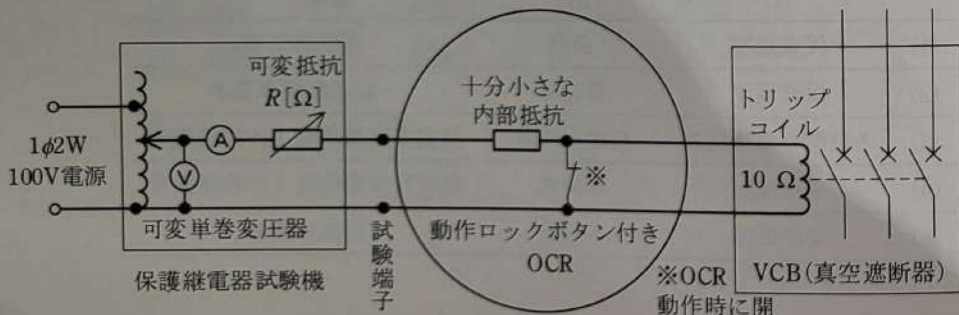 1φ2W
100V電源
可変抵抗
R[Ω]
A
V
可変単巻変圧器
保護継電器試験機
試験端子
十分小さな
内部抵抗
※
動作ロックボタン付き
OCR
※OCR
動作時に開
トリップ
コイル
10 Ω
VCB(真空遮断器)